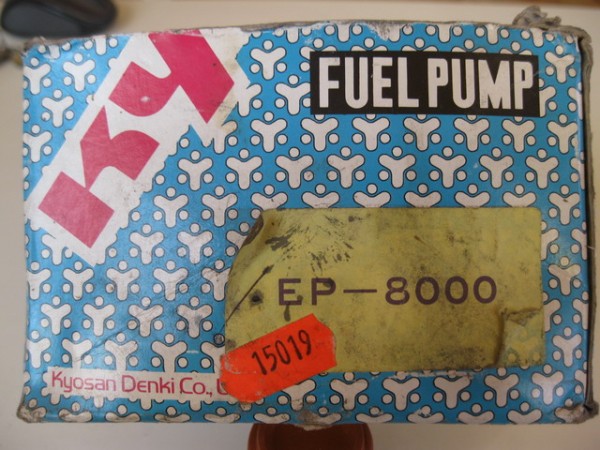 Ky
FUEL PUMP
EP-8000
15019
Kyosan Denki Co.,